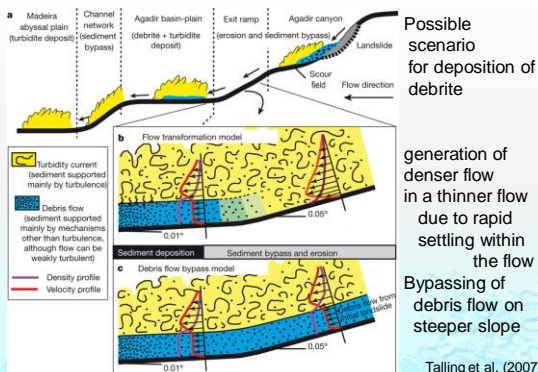 a
Madeira
abyssal plain
(turbidite deposit)
Channel
network
(sediment
bypass)
Agadir basin-plain
(debrite + turbidite
deposit)
Exit ramp
(erosion and sediment bypass)
Agadir canyon
Landslide
Scour
field
Flow direction
b Flow transformation model
0.01°
0.05°
Sediment deposition
Sediment bypass and erosion
c Debris flow bypass model
Debris flow from
initial landslide
0.01°
0.05°
Turbidity current
(sediment supported
mainly by turbulence)
Debris flow
(sediment supported
mainly by mechanisms
other than turbulence,
although flow can be
weakly turbulent)
Density profile
Velocity profile
Possible
scenario
for deposition of
debrite
generation of
denser flow
in a thinner flow
due to rapid
settling within
the flow
Bypassing of
debris flow on
steeper slope
Talling et al. (2007